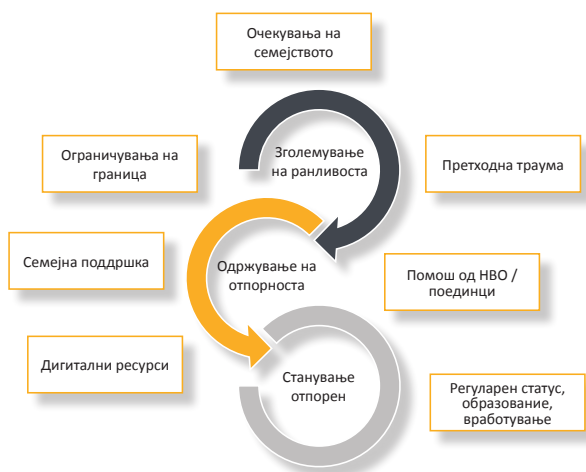 Очекувања на
семејството
Ограничувања на
граница
Зголемување
на ранливоста
Претходна траума
Семејна поддршка
Одржување на
отпорноста
Помош од НВО /
поединци
Дигитални ресурси
Станување
отпорен
Регуларен статус,
образование,
вработување